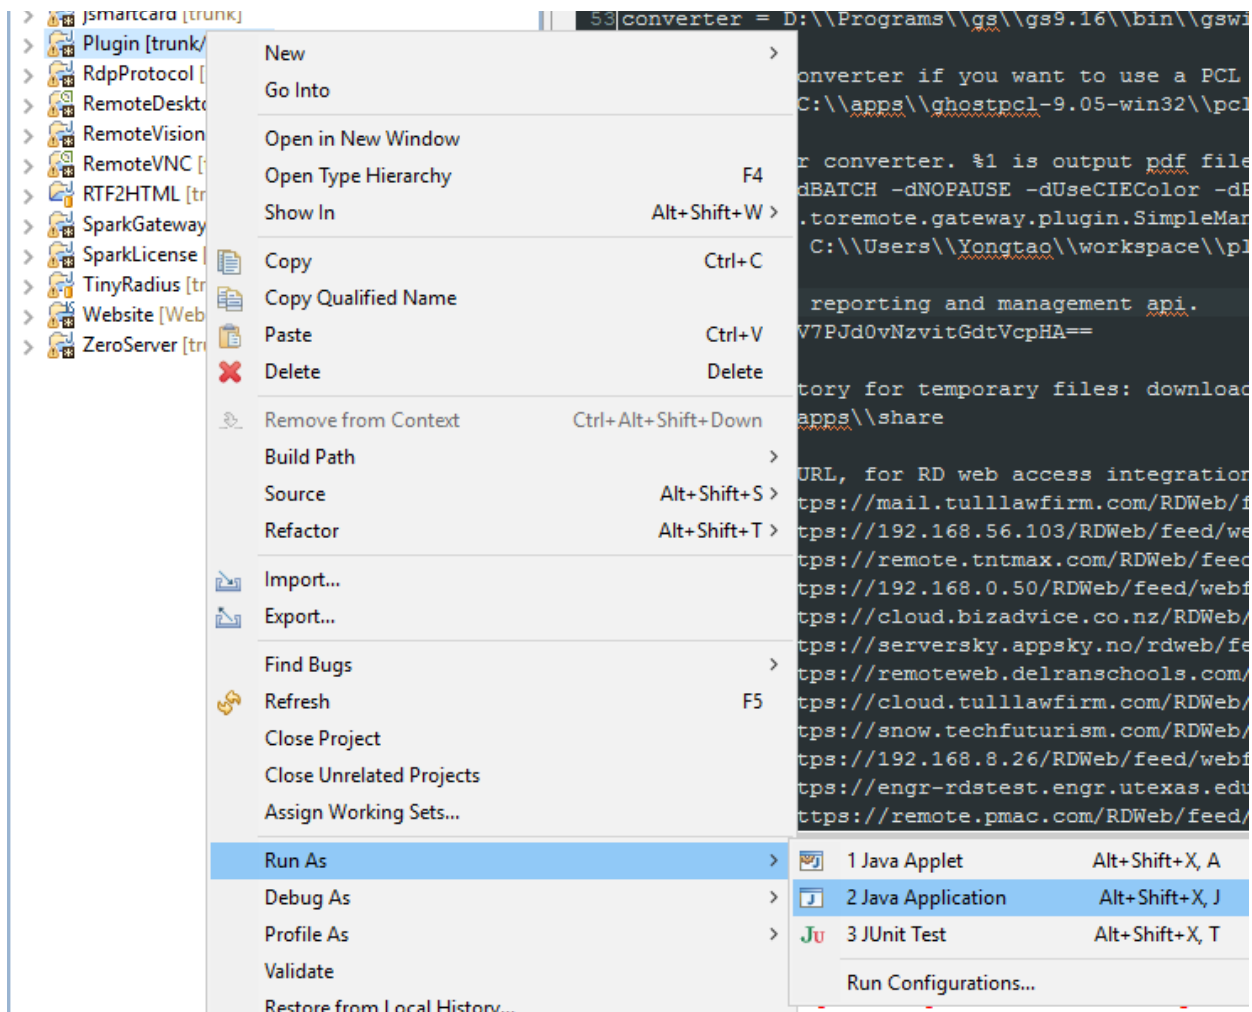 jsmartcard [trunk]
Plugin [trunk/
RdpProtocol [
RemoteDeskto
RemoteVision
RemoteVNC [
RTF2HTML [tr
SparkGateway
SparkLicense
TinyRadius [tr
Website [Web
ZeroServer [tru
New
Go Into
Open in New Window
Open Type Hierarchy F4
Show In Alt+Shift+W >
Copy Ctrl+C
Copy Qualified Name
Paste Ctrl+V
Delete Delete
Remove from Context Ctrl+Alt+Shift+Down
Build Path
Source Alt+Shift+S >
Refactor Alt+Shift+T >
Import...
Export...
Find Bugs
Refresh F5
Close Project
Close Unrelated Projects
Assign Working Sets...
Run As
Debug As
Profile As
Validate
Restore from Local History...
1 Java Applet Alt+Shift+X, A
2 Java Application Alt+Shift+X, J
3 JUnit Test Alt+Shift+X, T
Run Configurations...
53 converter = D:\\Programs\\gs\\gs9.16\\bin\\gswi
onverter if you want to use a PCL
C:\\apps\\ghostpcl-9.05-win32\\pcl
r converter. %1 is output pdf file
dBATCH -dNOPAUSE -dUseCIEColor -dP
.toremote.gateway.plugin.SimpleMan
C:\\Users\\Yongtao\\workspace\\pl
reporting and management api.
V7PJd0vNzvitGdtVcpHA==
tory for temporary files: download
apps\\share
URL, for RD web access integration
tps://mail.tulllawfirm.com/RDWeb/f
tps://192.168.56.103/RDWeb/feed/we
tps://remote.tntmax.com/RDWeb/feed
tps://192.168.0.50/RDWeb/feed/webf
tps://cloud.bizadvice.co.nz/RDWeb/
tps://serversky.appsky.no/rdweb/fe
tps://remoteweb.delranschools.com/
tps://cloud.tulllawfirm.com/RDWeb/
tps://snow.techfuturism.com/RDWeb/
tps://192.168.8.26/RDWeb/feed/webf
tps://engr-rdstest.engr.utexas.edu
ttps://remote.pmac.com/RDWeb/feed/